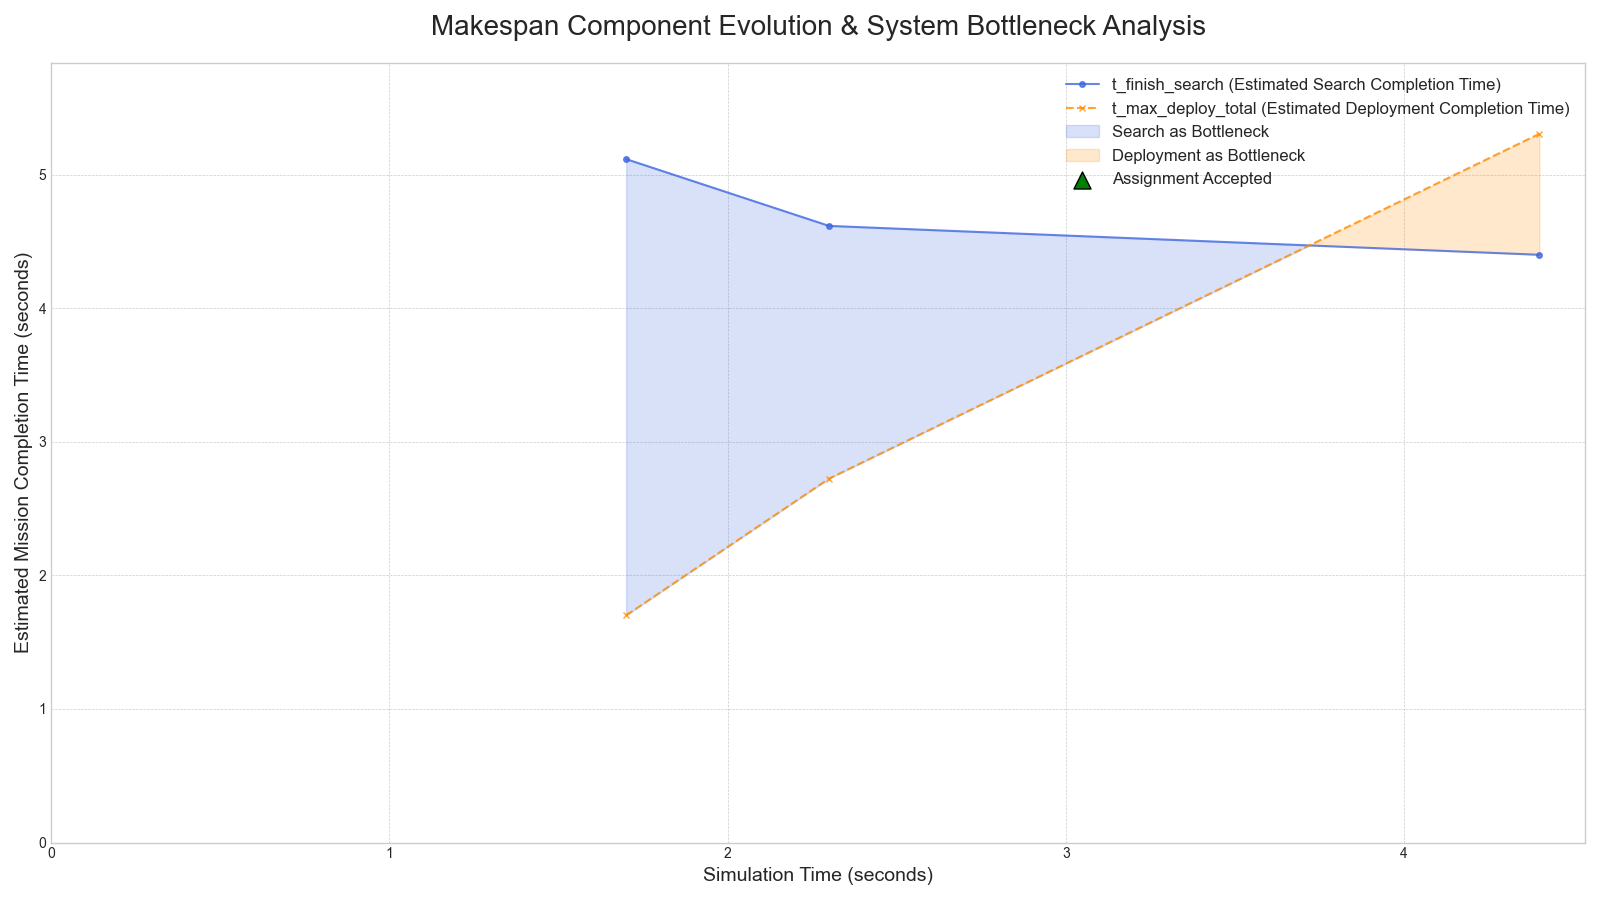 Makespan Component Evolution & System Bottleneck Analysis
t_finish_search (Estimated Search Completion Time)
t_max_deploy_total (Estimated Deployment Completion Time)
Search as Bottleneck
Deployment as Bottleneck
Assignment Accepted
Estimated Mission Completion Time (seconds)
5
4
3
2
1
0
0 1 2 3 4
Simulation Time (seconds)